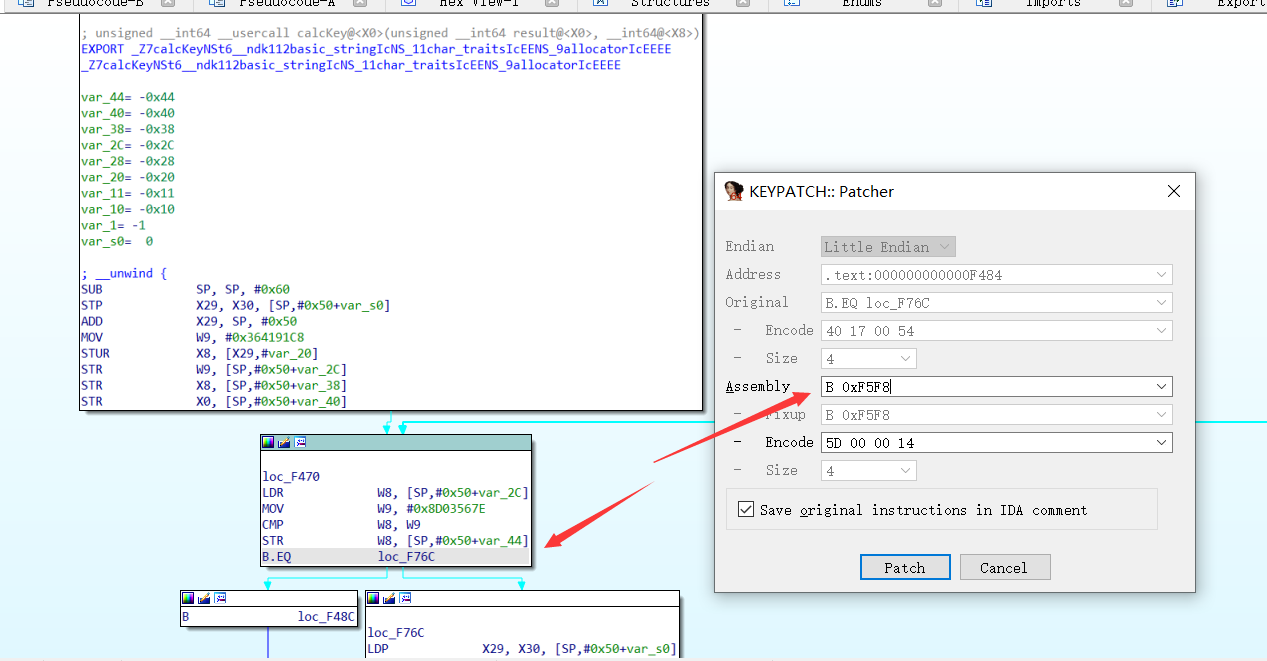 Pseudocode-B Pseudocode-A Hex View-1 Structures Enums Imports Export
; unsigned __int64 __usercall calcKey@<X0>(unsigned __int64 result@<X0>, __int64@<X8>)
EXPORT _Z7calcKeyNSt6__ndk112basic_stringIcNS_11char_traitsIcEENS_9allocatorIcEEEE
_Z7calcKeyNSt6__ndk112basic_stringIcNS_11char_traitsIcEENS_9allocatorIcEEEE
var_44= -0x44
var_40= -0x40
var_38= -0x38
var_2C= -0x2C
var_28= -0x28
var_20= -0x20
var_11= -0x11
var_10= -0x10
var_1= -1
var_s0= 0
; __unwind {
SUB SP, SP, #0x60
STP X29, X30, [SP,#0x50+var_s0]
ADD X29, SP, #0x50
MOV W9, #0x364191C8
STUR X8, [X29,#var_20]
STR W9, [SP,#0x50+var_2C]
STR X8, [SP,#0x50+var_38]
STR X0, [SP,#0x50+var_40]
loc_F470
LDR W8, [SP,#0x50+var_2C]
MOV W9, #0x8D03567E
CMP W8, W9
STR W8, [SP,#0x50+var_44]
B.EQ loc_F76C
B loc_F48C
loc_F76C
LDP X29, X30, [SP,#0x50+var_s0]
KEYPATCH:: Patcher
Endian Little Endian
Address .text:000000000000F484
Original B.EQ loc_F76C
- Encode 40 17 00 54
- Size 4
Assembly B 0xF5F8
- Fixup B 0xF5F8
- Encode 5D 00 00 14
- Size 4
Save original instructions in IDA comment
Patch Cancel